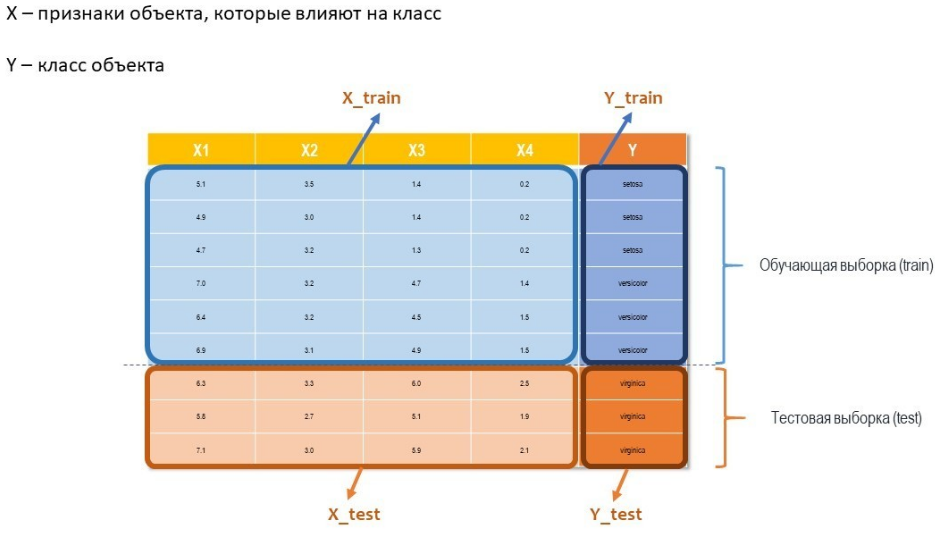 X – признаки объекта, которые влияют на класс
Y – класс объекта
X_train Y_train
X1 X2 X3 X4 Y
5.1 3.5 1.4 0.2 setosa
4.9 3.0 1.4 0.2 setosa
4.7 3.2 1.3 0.2 setosa
7.0 3.2 4.7 1.4 versicolor
Обучающая выборка (train)
6.4 3.2 4.5 1.5 versicolor
6.9 3.1 4.9 1.5 versicolor
6.3 3.3 6.0 2.5 virginica
5.8 2.7 5.1 1.9 virginica
Тестовая выборка (test)
7.1 3.0 5.9 2.1 virginica
X_test Y_test